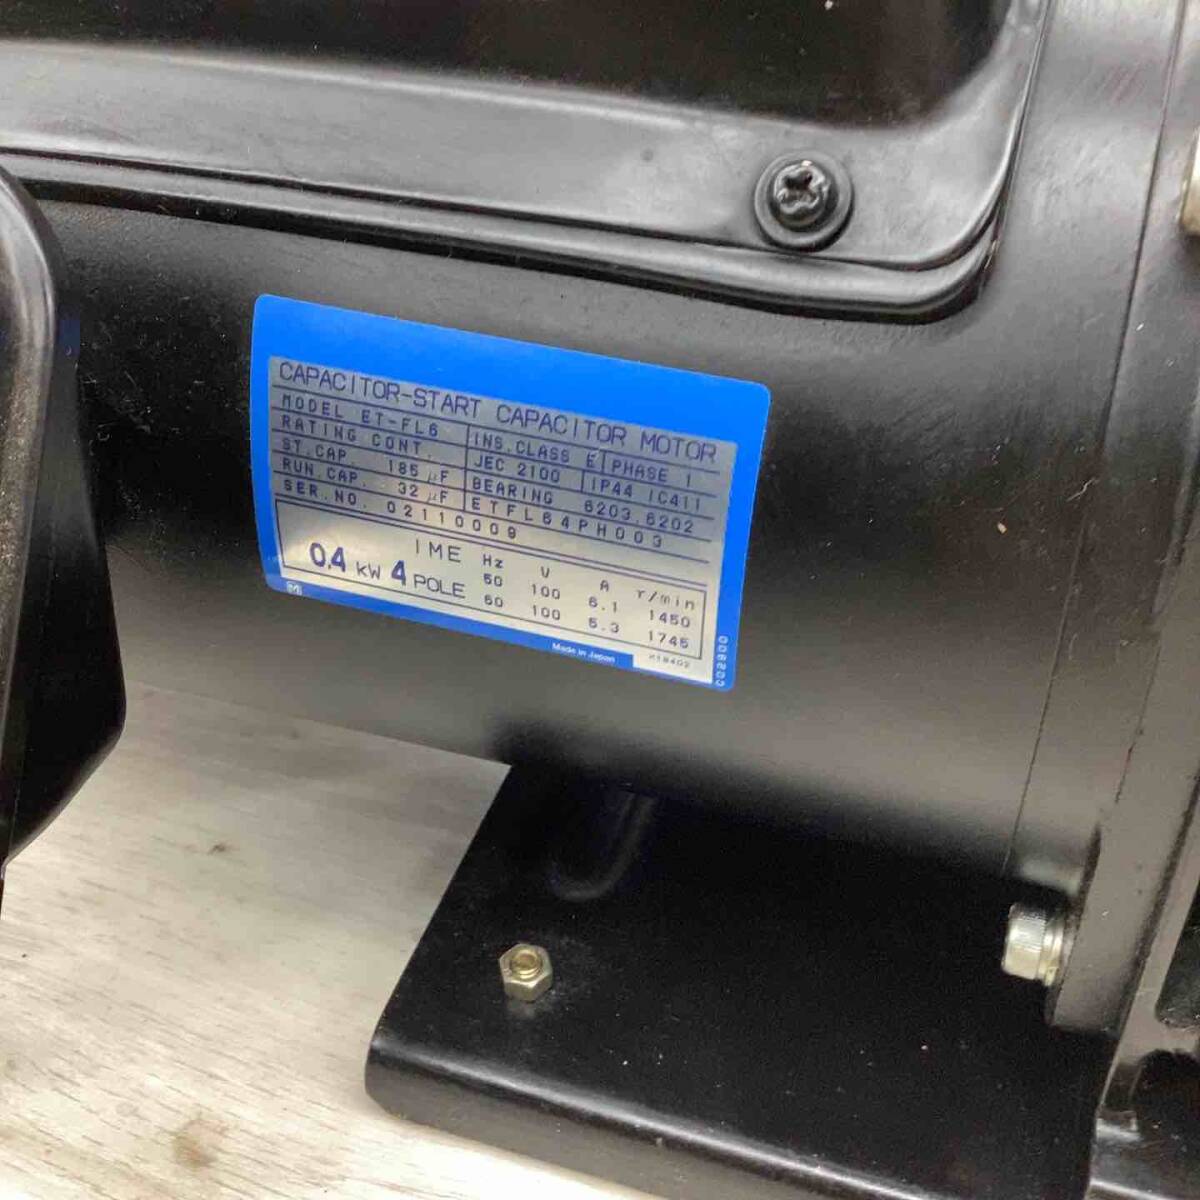 CAPACITOR-START CAPACITOR MOTOR
MODEL ET-FL6 INS.CLASS E PHASE 1
RATING CONT. JEC 2100 IP44 IC411
ST.CAP. 185 μF BEARING 6203.6202
RUN.CAP. 32 μF ETFL64PH003
SER.NO. 02110009
IME Hz V A r/min
0.4 kW 4 POLE 50 100 6.1 1450
60 100 5.3 1745
M Made in Japan